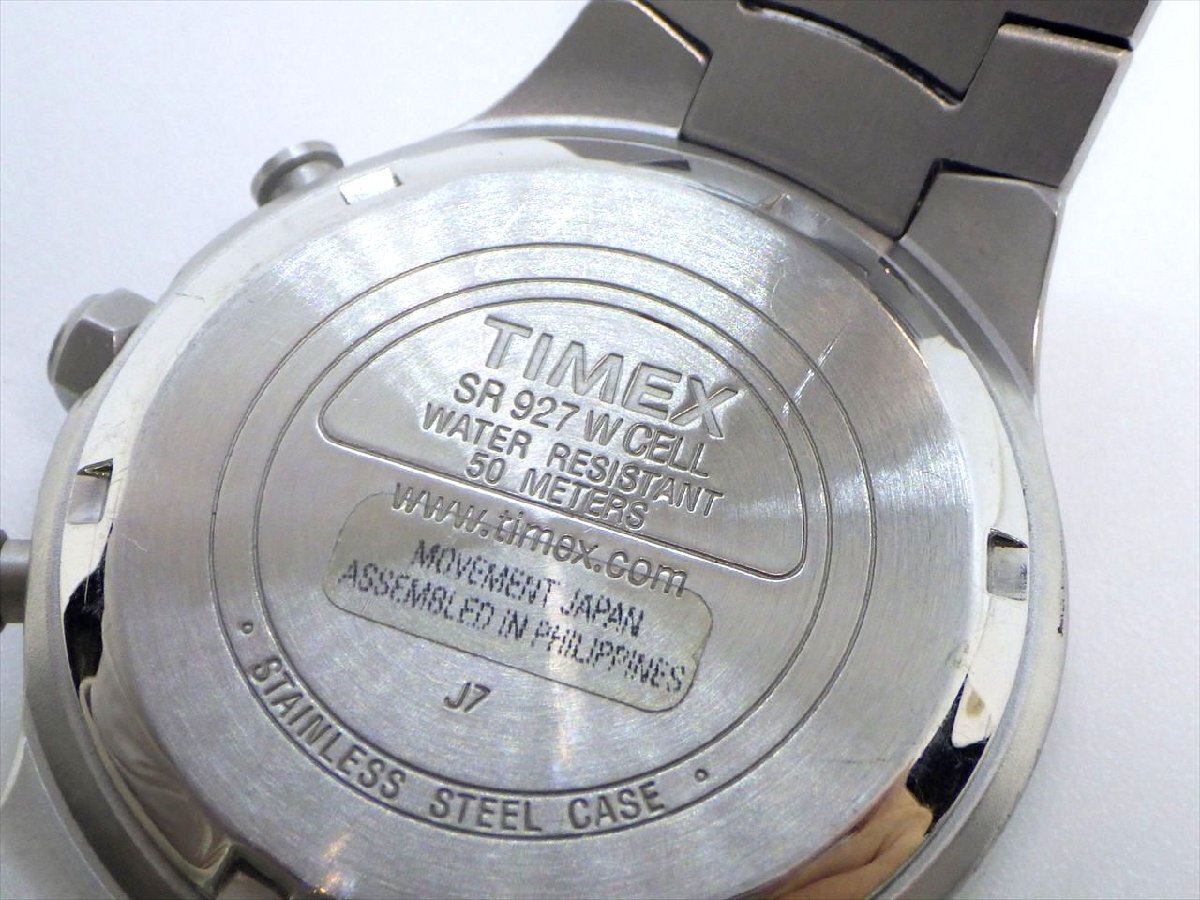 TIMEX
SR 927 W CELL
WATER RESISTANT
50 METERS
www.timex.com
MOVEMENT JAPAN
ASSEMBLED IN PHILIPPINES
J7
• STAINLESS STEEL CASE •